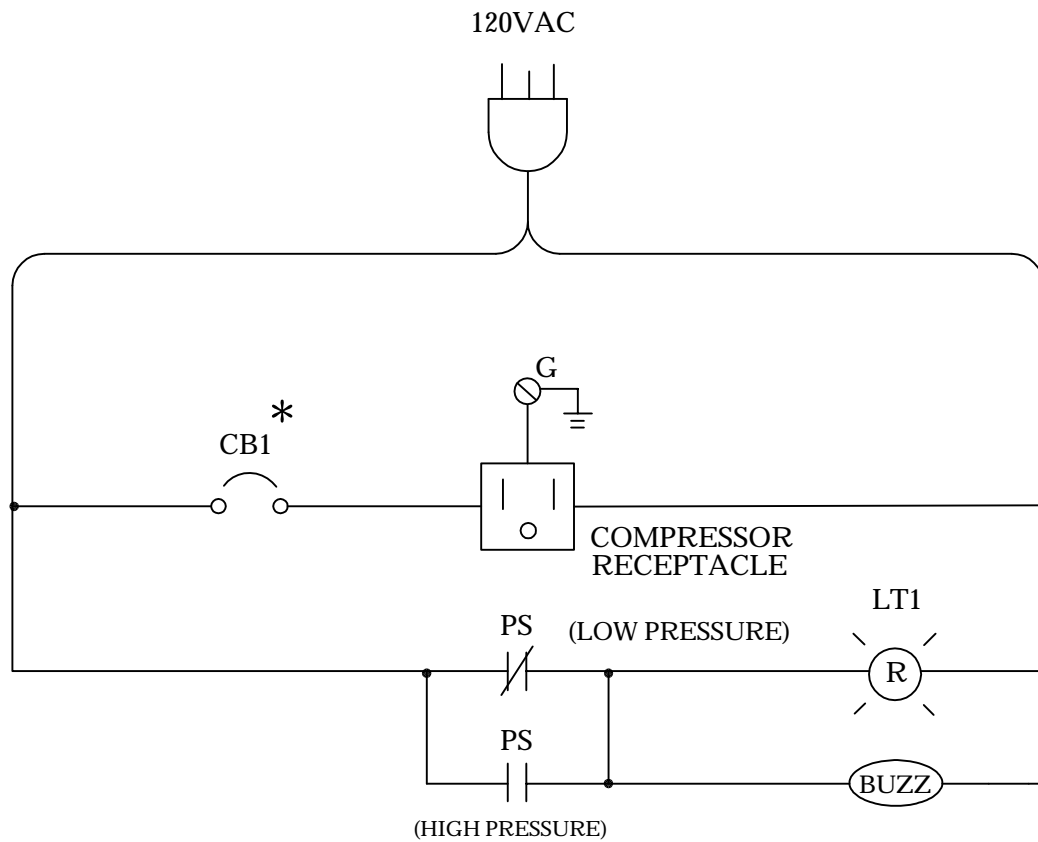 120VAC
G
CB1*
COMPRESSOR
RECEPTACLE
LT1
PS
(LOW PRESSURE)
R
PS
BUZZ
(HIGH PRESSURE)